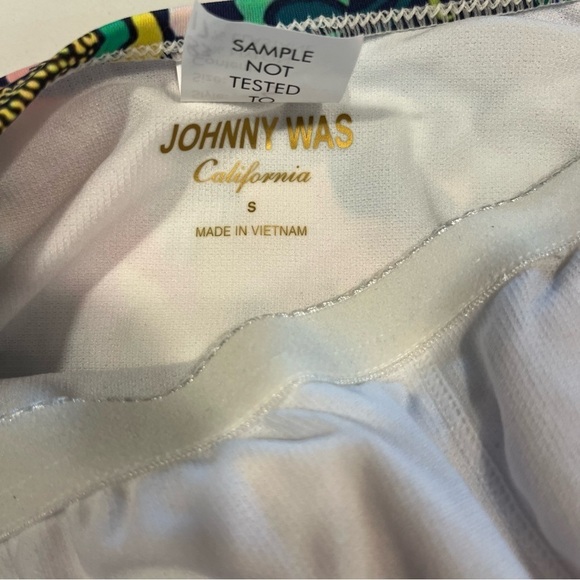 SAMPLE
NOT
TESTED
TO
JOHNNY WAS
California
S
MADE IN VIETNAM